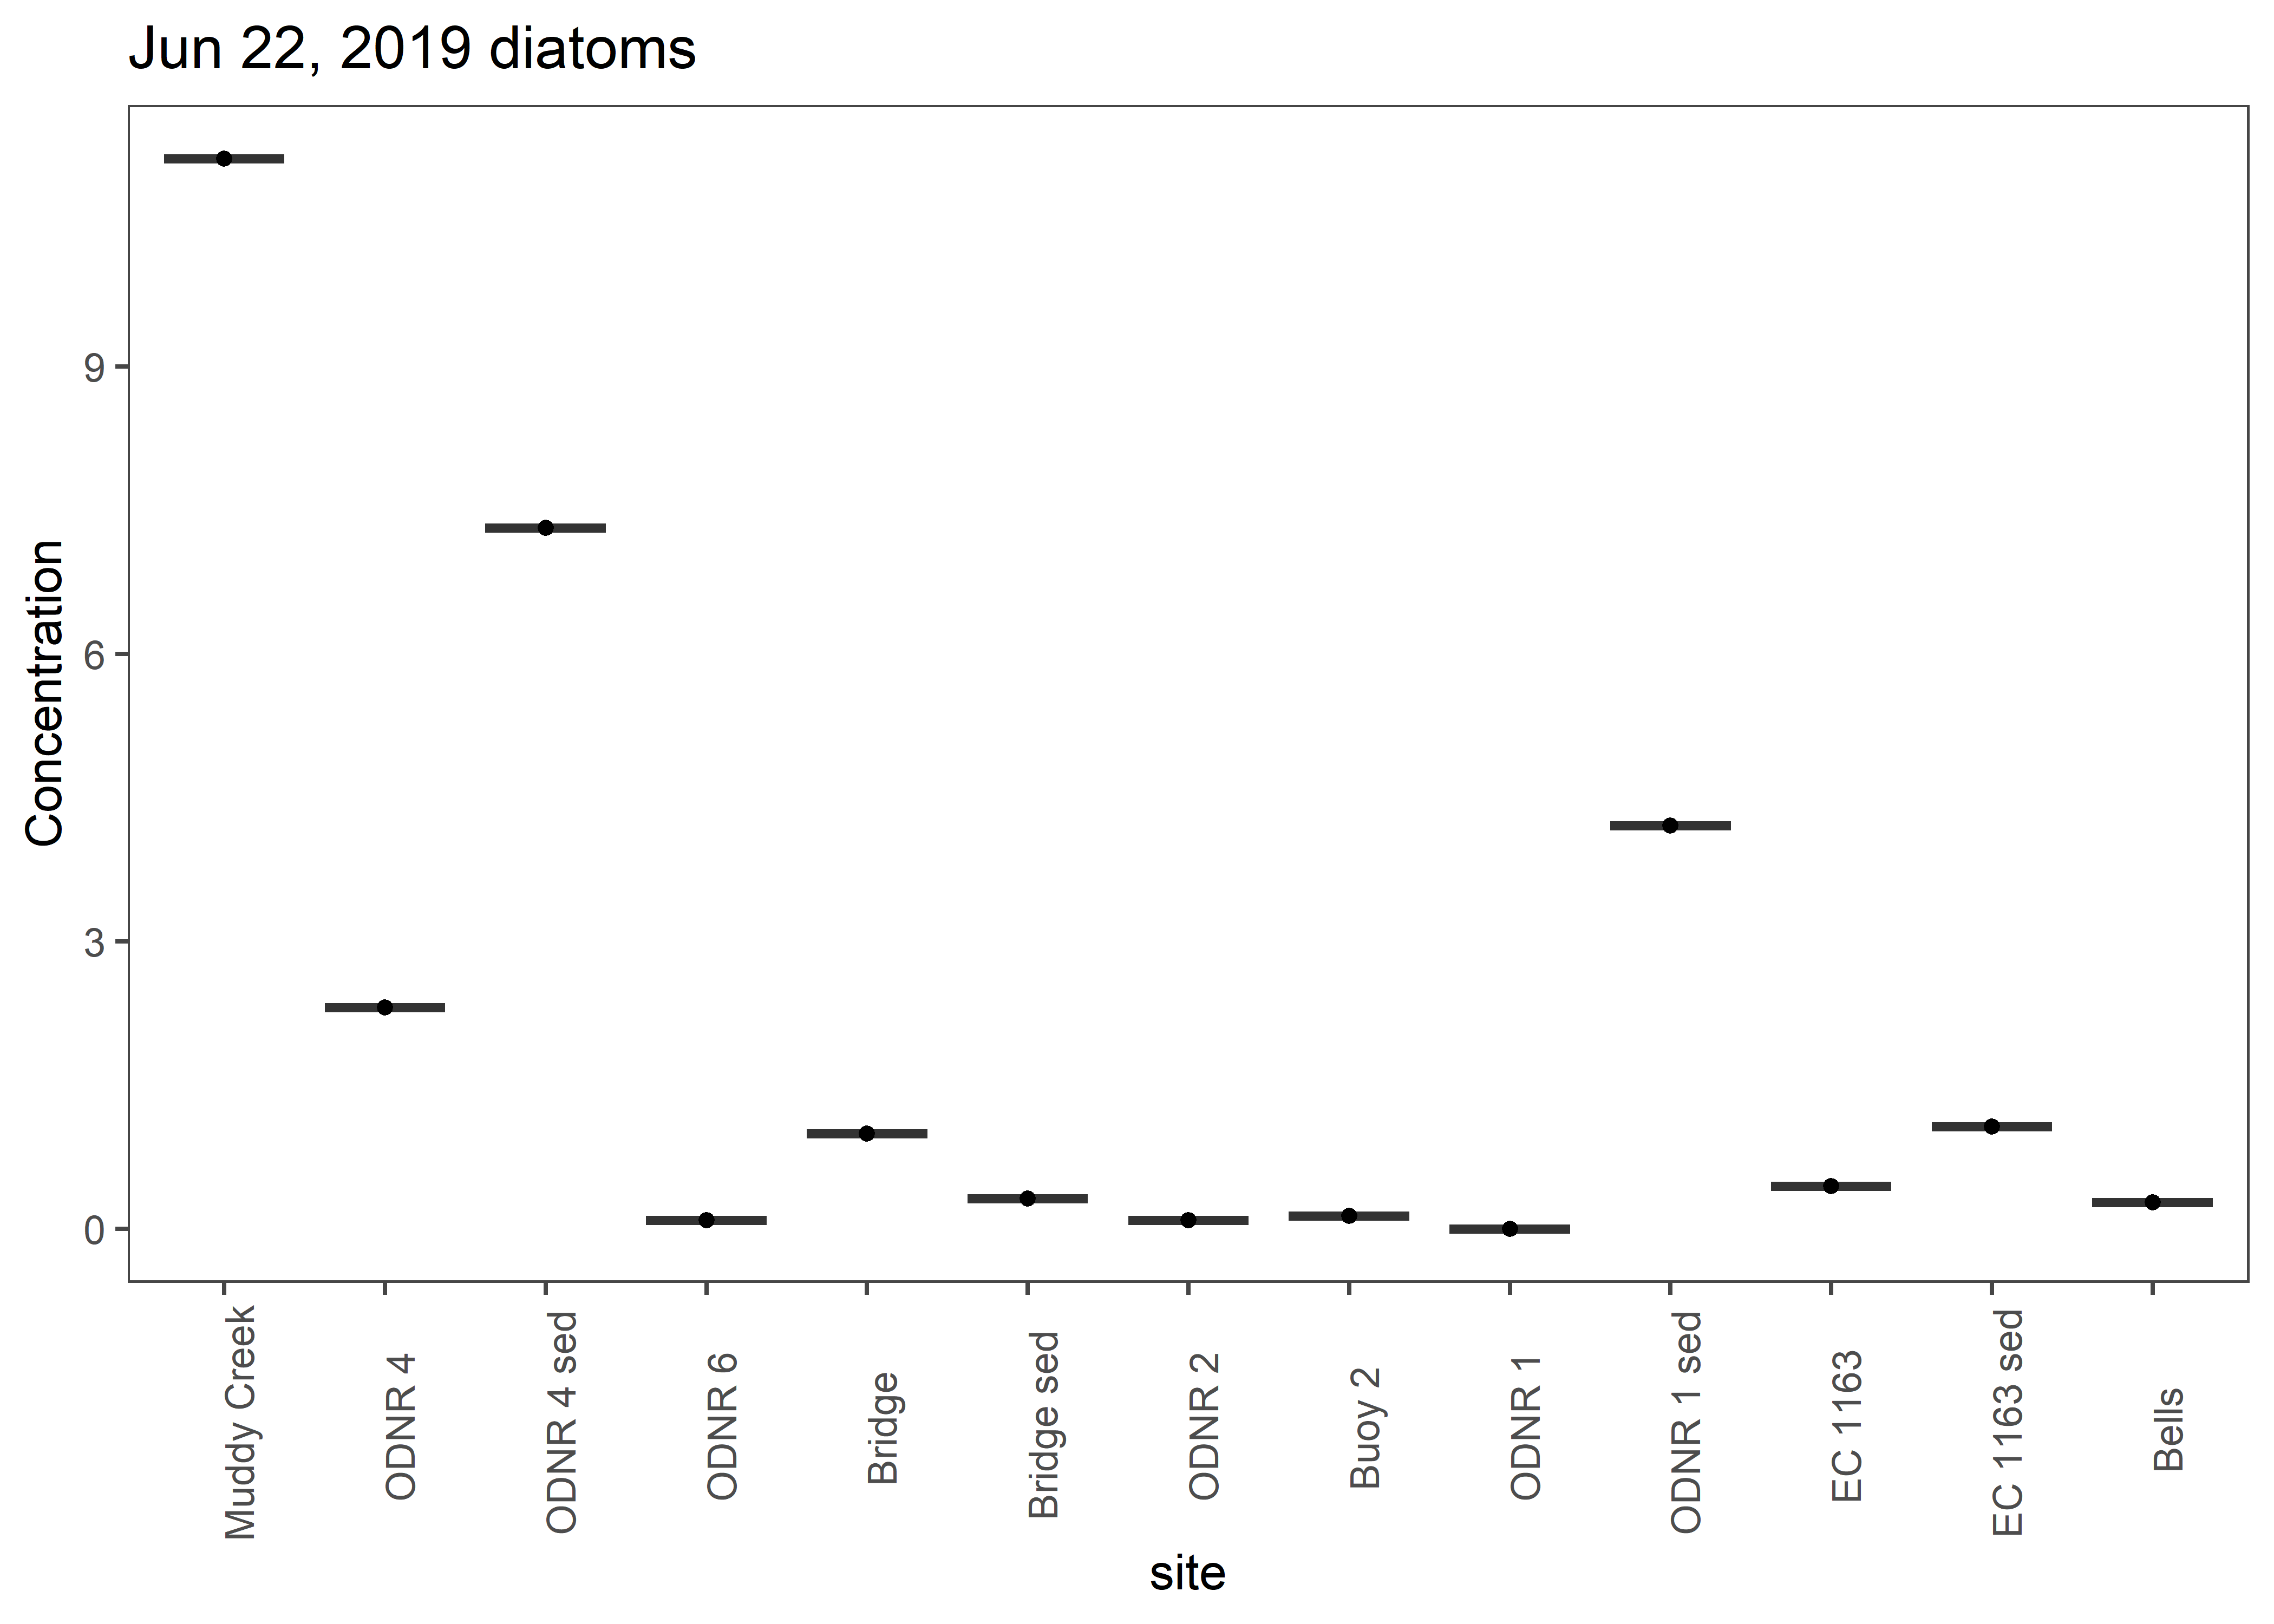 Jun 22, 2019 diatoms
Concentration
9
6
3
0
Muddy Creek
ODNR 4
ODNR 4 sed
ODNR 6
Bridge
Bridge sed
ODNR 2
Buoy 2
ODNR 1
ODNR 1 sed
EC 1163
EC 1163 sed
Bells
site